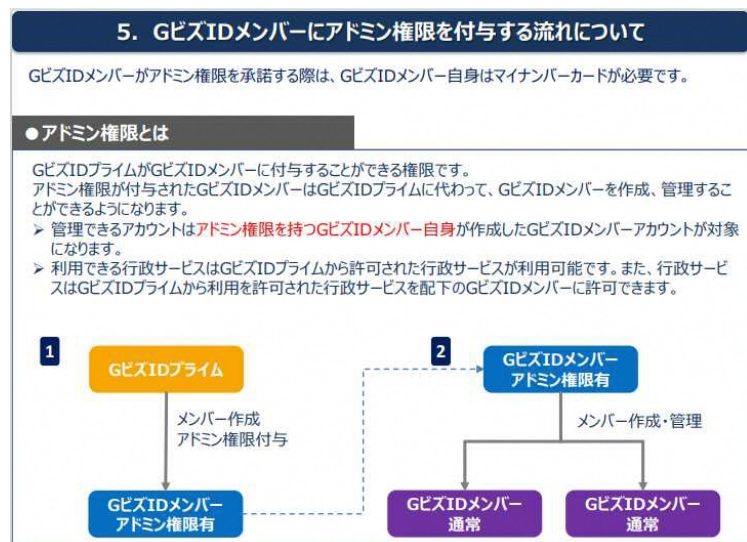 5. GビズIDメンバーにアドミン権限を付与する流れについて
GビズIDメンバーがアドミン権限を承諾する際は、GビズIDメンバー自身はマイナンバーカードが必要です。
●アドミン権限とは
GビズIDプライムがGビズIDメンバーに付与することができる権限です。
アドミン権限が付与されたGビズIDメンバーはGビズIDプライムに代わって、GビズIDメンバーを作成、管理するこ
とができるようになります。
➢ 管理できるアカウントはアドミン権限を持つGビズIDメンバー自身が作成したGビズIDメンバーアカウントが対象
になります。
➢ 利用できる行政サービスはGビズIDプライムから許可された行政サービスが利用可能です。また、行政サービ
スはGビズIDプライムから利用を許可された行政サービスを配下のGビズIDメンバーに許可できます。
1
GビズIDプライム
メンバー作成
アドミン権限付与
GビズIDメンバー
アドミン権限有
2
GビズIDメンバー
アドミン権限有
メンバー作成・管理
GビズIDメンバー
通常
GビズIDメンバー
通常